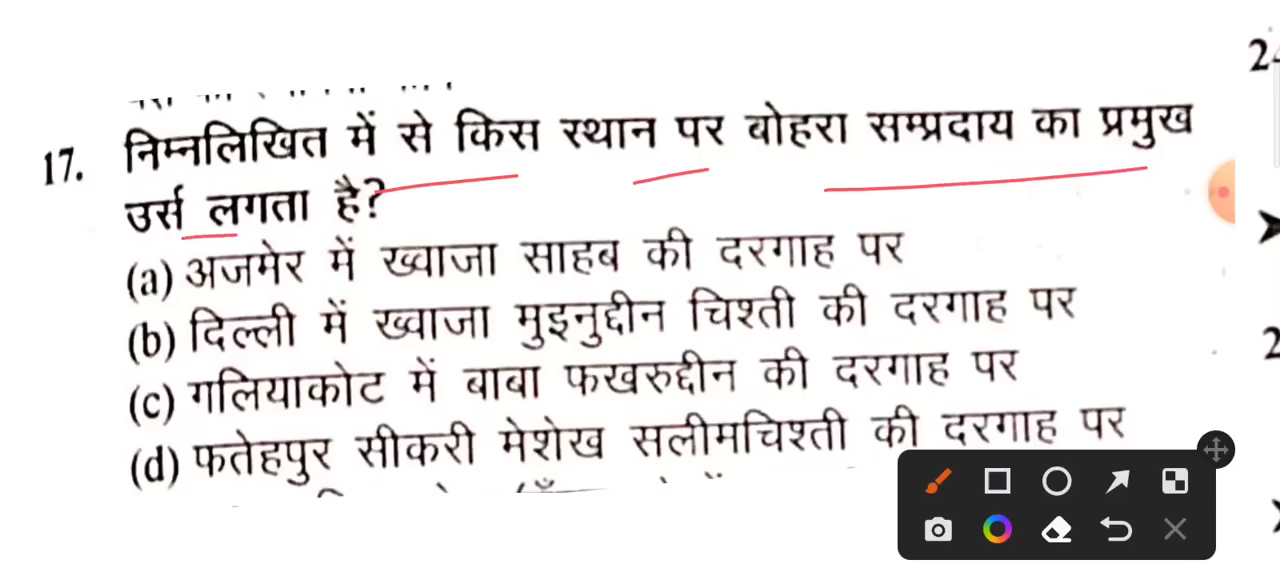 17. निम्नलिखित में से किस स्थान पर बोहरा सम्प्रदाय का प्रमुख
उर्स लगता है?
(a) अजमेर में ख्वाजा साहब की दरगाह पर
(b) दिल्ली में ख्वाजा मुइनुद्दीन चिश्ती की दरगाह पर
(c) गलियाकोट में बाबा फखरुद्दीन की दरगाह पर
(d) फतेहपुर सीकरी मेशेख सलीमचिश्ती की दरगाह पर